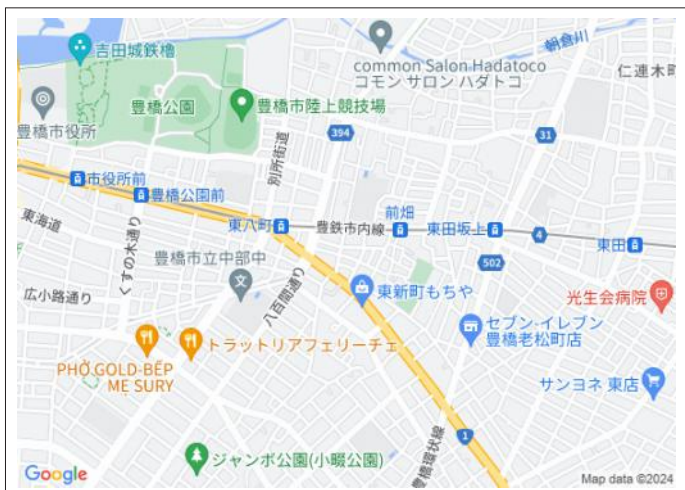 吉田城鉄櫓
common Salon Hadatoco
コモン サロン ハダトコ
朝倉川
仁連木町
豊橋公園
豊橋市陸上競技場
豊橋市役所
別所街道
394
31
市役所前
豊橋公園前
東八町
豊鉄市内線
前畑
東田坂上
4
東田
東海道
くすの木通り
豊橋市立中部中
502
広小路通り
八百間通り
東新町もちや
光生会病院
セブン-イレブン
豊橋老松町店
トラットリアフェリーチェ
PHỞ GOLD-BẾP
MẸ SURY
サンヨネ 東店
豊橋環状線
1
ジャンボ公園(小畷公園)
Google
Map data ©2024